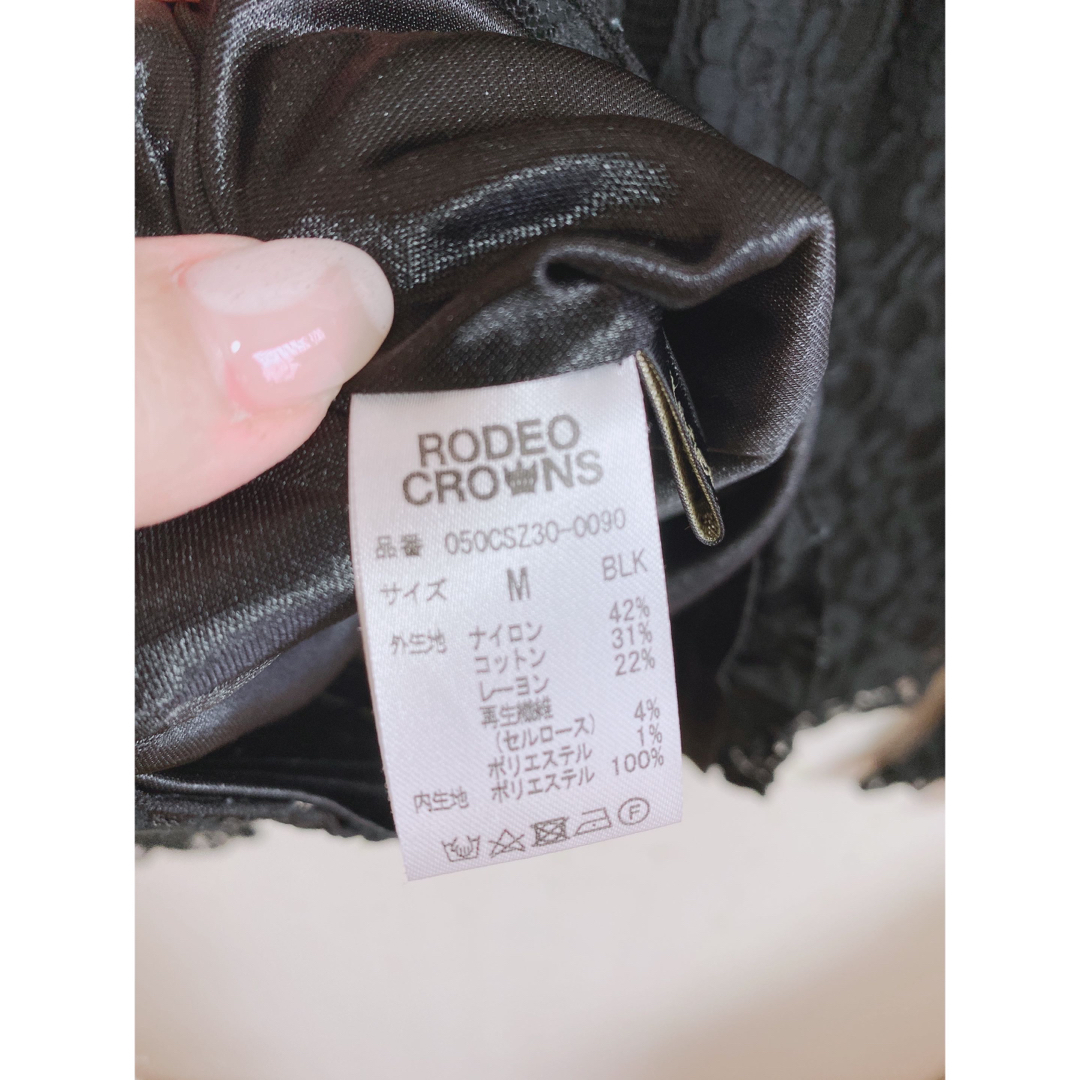 RODEO
CROWNS
品番 050CSZ30-0090
サイズ M BLK
外生地 ナイロン 42%
コットン 31%
レーヨン 22%
再生繊維
(セルロース) 4%
ポリエステル 1%
内生地 ポリエステル 100%
F